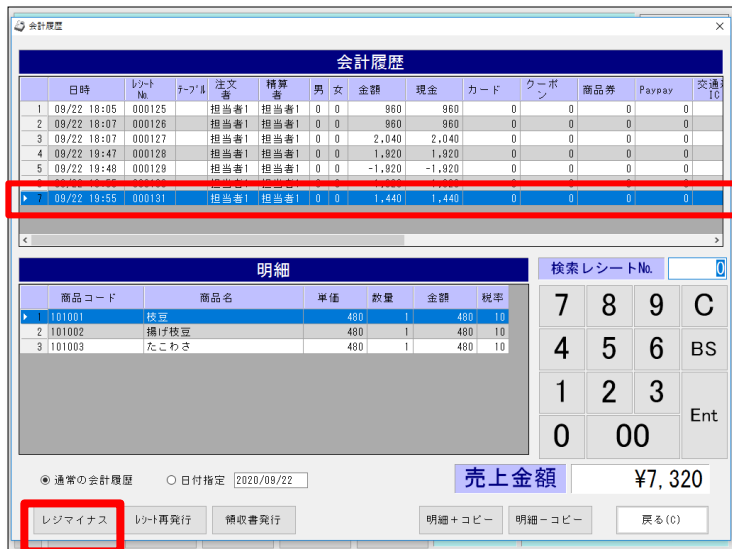 会計履歴
×
会計履歴
日時 レシートNo. テーブル 注文者 精算者 男 女 金額 現金 カード クーポン 商品券 Paypay 交通系IC
1 09/22 18:05 000125 担当者1 担当者1 0 0 960 960 0 0 0 0
2 09/22 18:07 000126 担当者1 担当者1 0 0 960 960 0 0 0 0
3 09/22 18:07 000127 担当者1 担当者1 0 0 2,040 2,040 0 0 0 0
4 09/22 19:47 000128 担当者1 担当者1 0 0 1,920 1,920 0 0 0 0
5 09/22 19:48 000129 担当者1 担当者1 0 0 -1,920 -1,920 0 0 0 0
7 09/22 19:55 000131 担当者1 担当者1 0 0 1,440 1,440 0 0 0 0
明細
検索レシートNo. 0
商品コード 商品名 単価 数量 金額 税率
1 101001 枝豆 480 1 480 10
2 101002 揚げ枝豆 480 1 480 10
3 101003 たこわさ 480 1 480 10
7 8 9 C
4 5 6 BS
1 2 3
Ent
0 00
通常の会計履歴 日付指定 2020/09/22
売上金額 ¥7,320
レジマイナス レシート再発行 領収書発行 明細+コピー 明細-コピー 戻る(C)